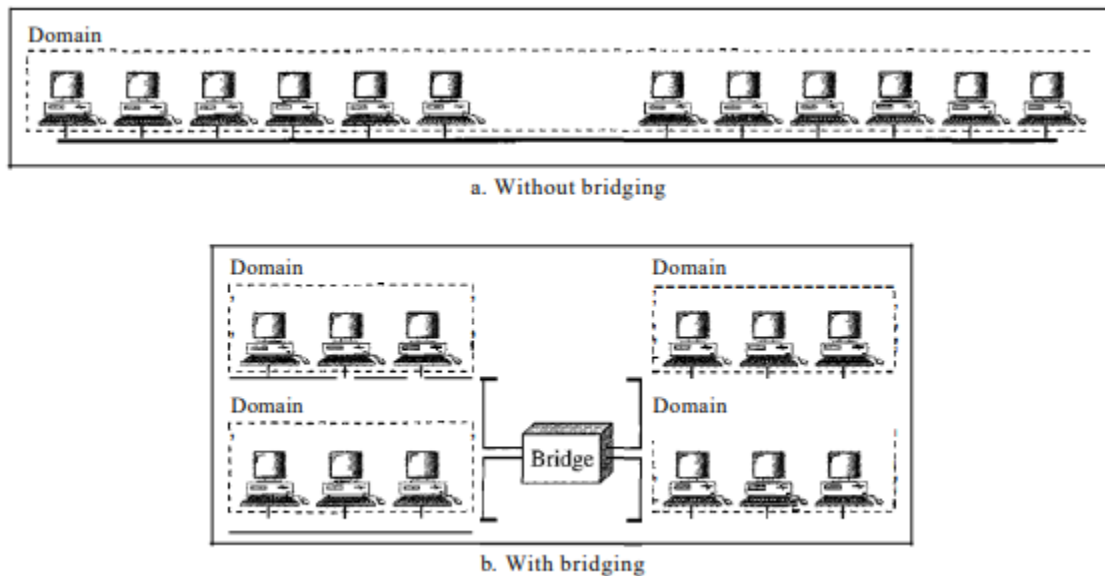 Domain
a. Without bridging
Domain
Domain
Domain
Domain
Bridge
b. With bridging